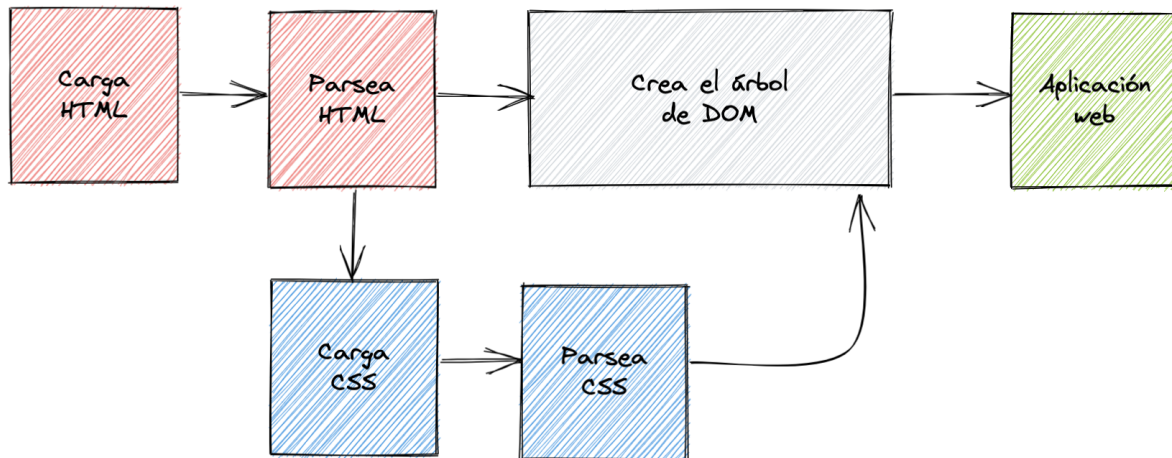 Carga
HTML
Parsea
HTML
Crea el árbol
de DOM
Aplicación
web
Carga
CSS
Parsea
CSS